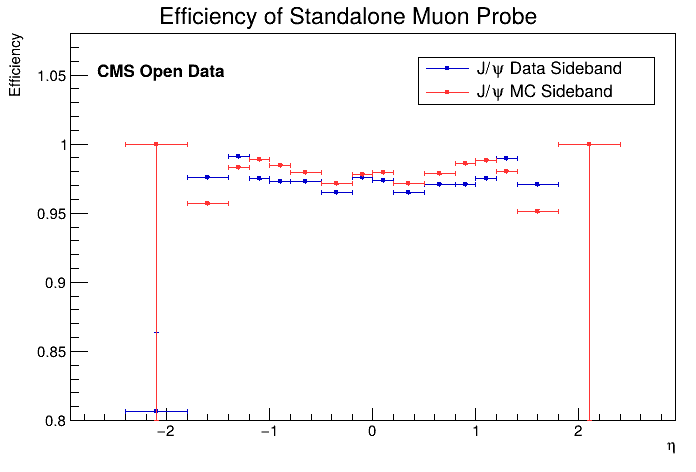 Efficiency of Standalone Muon Probe
Efficiency
CMS Open Data
J/ψ Data Sideband
J/ψ MC Sideband
1.05
1
0.95
0.9
0.85
0.8
−2 −1 0 1 2
η